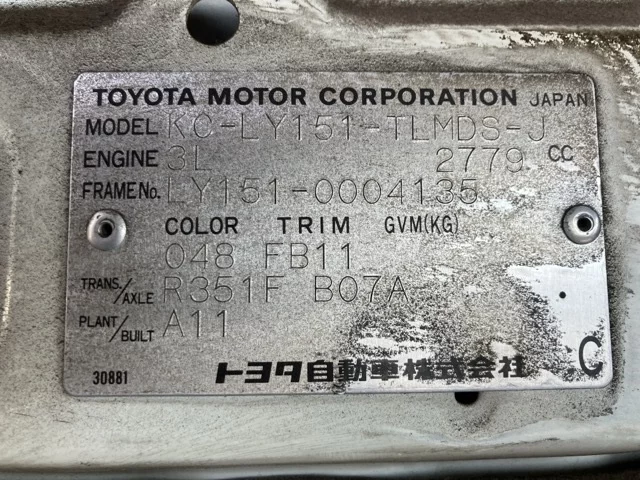 TOYOTA MOTOR CORPORATION JAPAN
MODEL KC-LY151-TLMDS-J
ENGINE 3L 2779 CC
FRAME No. LY151-0004135
COLOR TRIM GVM(KG)
048 FB11
TRANS./AXLE R351F B07A
PLANT/BUILT A11
30881 トヨタ自動車株式会社 C